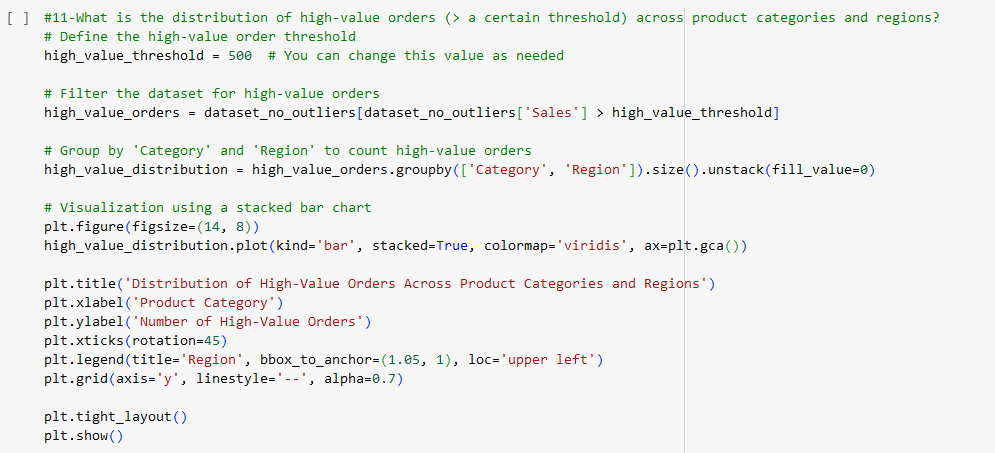 [ ] #11-What is the distribution of high-value orders (> a certain threshold) across product categories and regions?
# Define the high-value order threshold
high_value_threshold = 500  # You can change this value as needed

# Filter the dataset for high-value orders
high_value_orders = dataset_no_outliers[dataset_no_outliers['Sales'] > high_value_threshold]

# Group by 'Category' and 'Region' to count high-value orders
high_value_distribution = high_value_orders.groupby(['Category', 'Region']).size().unstack(fill_value=0)

# Visualization using a stacked bar chart
plt.figure(figsize=(14, 8))
high_value_distribution.plot(kind='bar', stacked=True, colormap='viridis', ax=plt.gca())

plt.title('Distribution of High-Value Orders Across Product Categories and Regions')
plt.xlabel('Product Category')
plt.ylabel('Number of High-Value Orders')
plt.xticks(rotation=45)
plt.legend(title='Region', bbox_to_anchor=(1.05, 1), loc='upper left')
plt.grid(axis='y', linestyle='--', alpha=0.7)

plt.tight_layout()
plt.show()